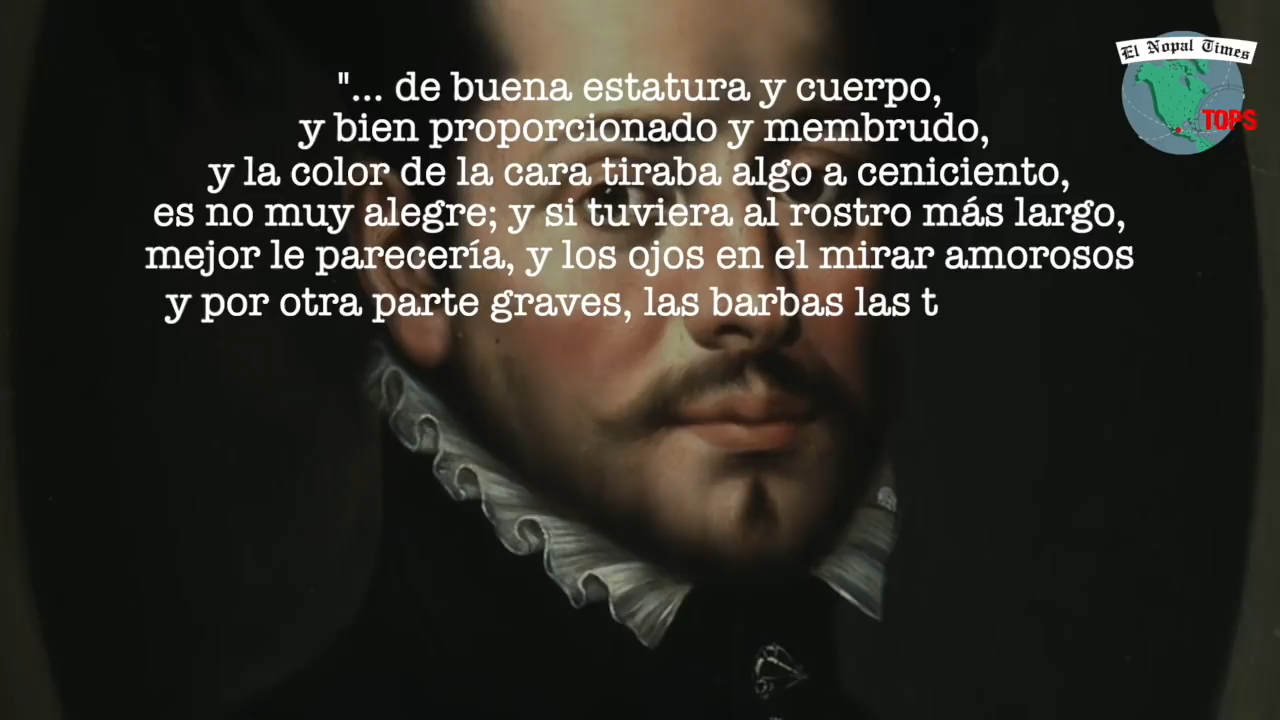 El Nopal Times
TOPS
"... de buena estatura y cuerpo,
y bien proporcionado y membrudo,
y la color de la cara tiraba algo a ceniciento,
es no muy alegre; y si tuviera al rostro más largo,
mejor le parecería, y los ojos en el mirar amorosos
y por otra parte graves, las barbas las t